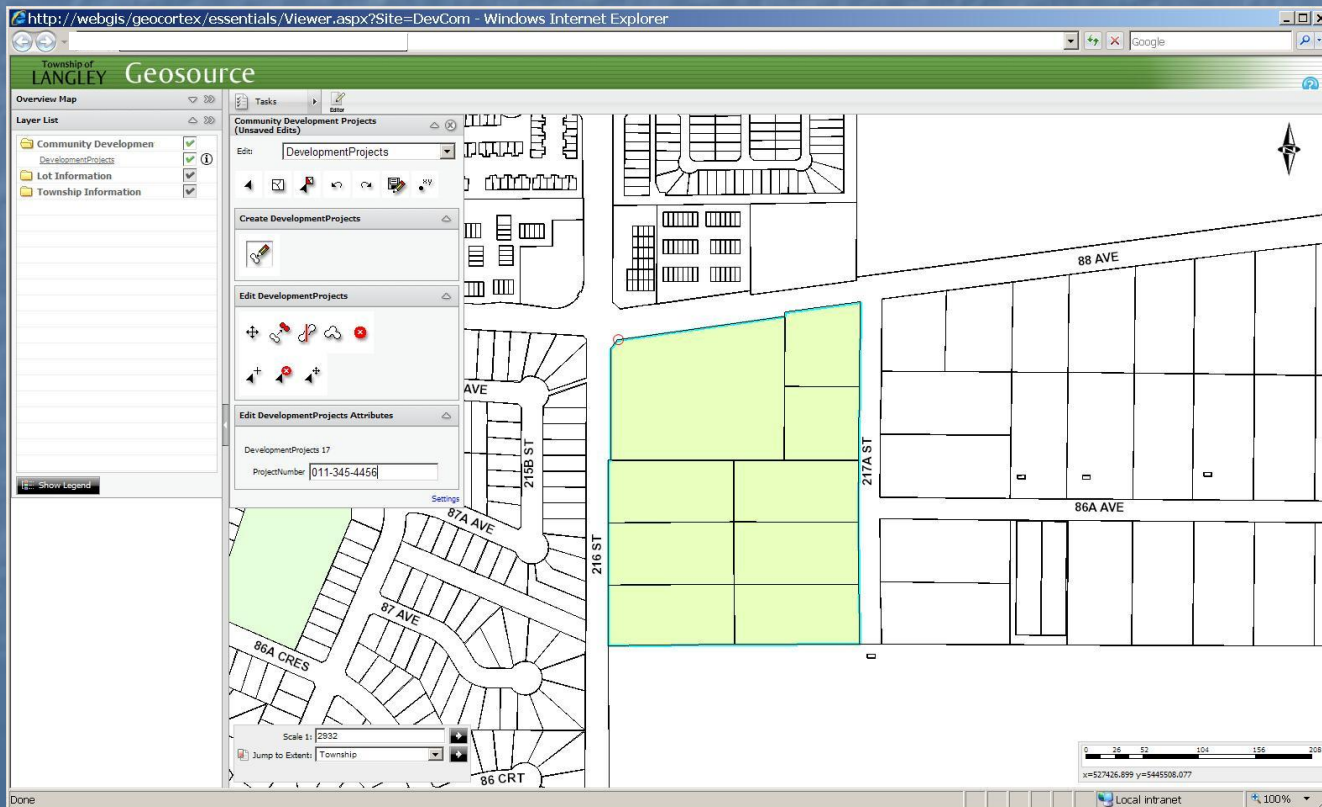 http://webgis/geocortex/essentials/Viewer.aspx?Site=DevCom - Windows Internet Explorer
Google
Township of
LANGLEY Geosource
Overview Map
Layer List
Community Developmen
DevelopmentProjects
Lot Information
Township Information
Show Legend
Tasks
Editor
Community Development Projects
(Unsaved Edits)
Edit: DevelopmentProjects
xy
Create DevelopmentProjects
Edit DevelopmentProjects
Edit DevelopmentProjects Attributes
DevelopmentProjects 17
ProjectNumber 011-345-4456
Settings
Scale 1: 2932
Jump to Extent: Township
N
88 AVE
AVE
215B ST
217A ST
86A AVE
87A AVE
216 ST
87 AVE
86A CRES
86 CRT
0 26 52 104 156 208
x=527426.899 y=5445508.077
Done
Local intranet
100%